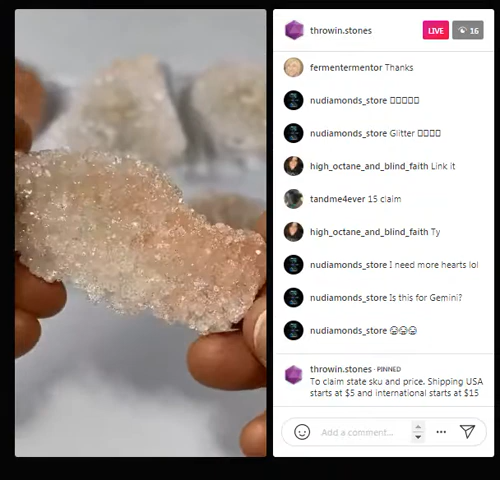 throwin.stones LIVE 16
fermentermentor Thanks
nudiamonds_store
nudiamonds_store Glitter
high_octane_and_blind_faith Link it
tandme4ever 15 claim
high_octane_and_blind_faith Ty
nudiamonds_store I need more hearts lol
nudiamonds_store Is this for Gemini?
nudiamonds_store 😭😭😭
throwin.stones · PINNED
To claim state sku and price. Shipping USA
starts at $5 and international starts at $15
Add a comment...